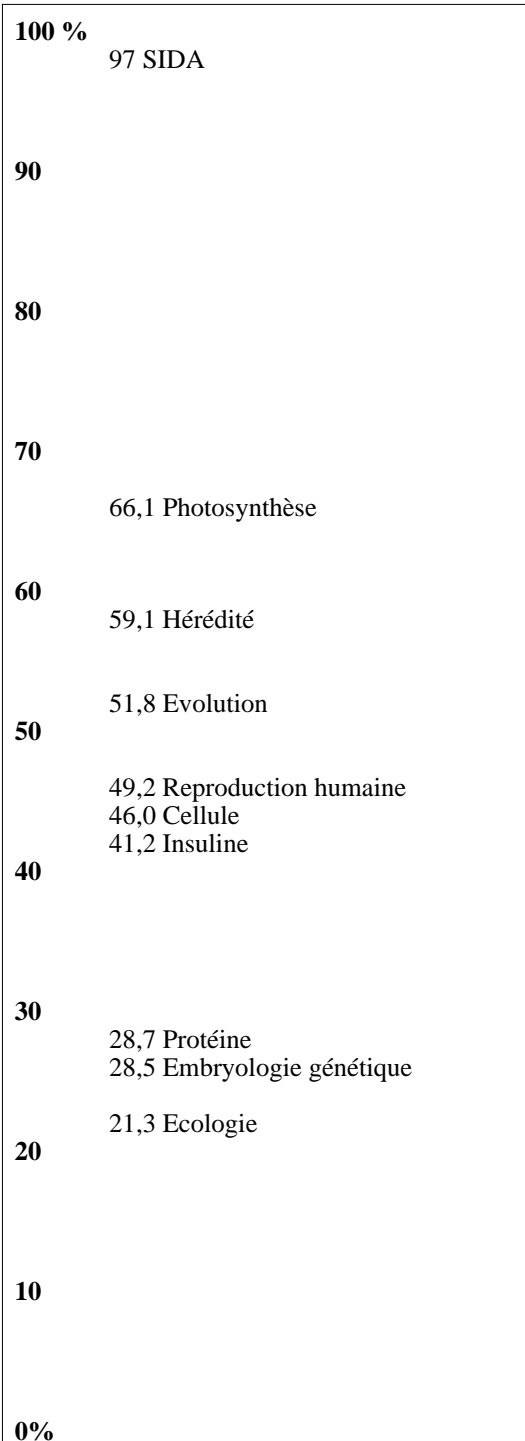 100 %
97 SIDA
90
80
70
66,1 Photosynthèse
60
59,1 Hérédité
51,8 Evolution
50
49,2 Reproduction humaine
46,0 Cellule
41,2 Insuline
40
30
28,7 Protéine
28,5 Embryologie génétique
21,3 Ecologie
20
10
0%